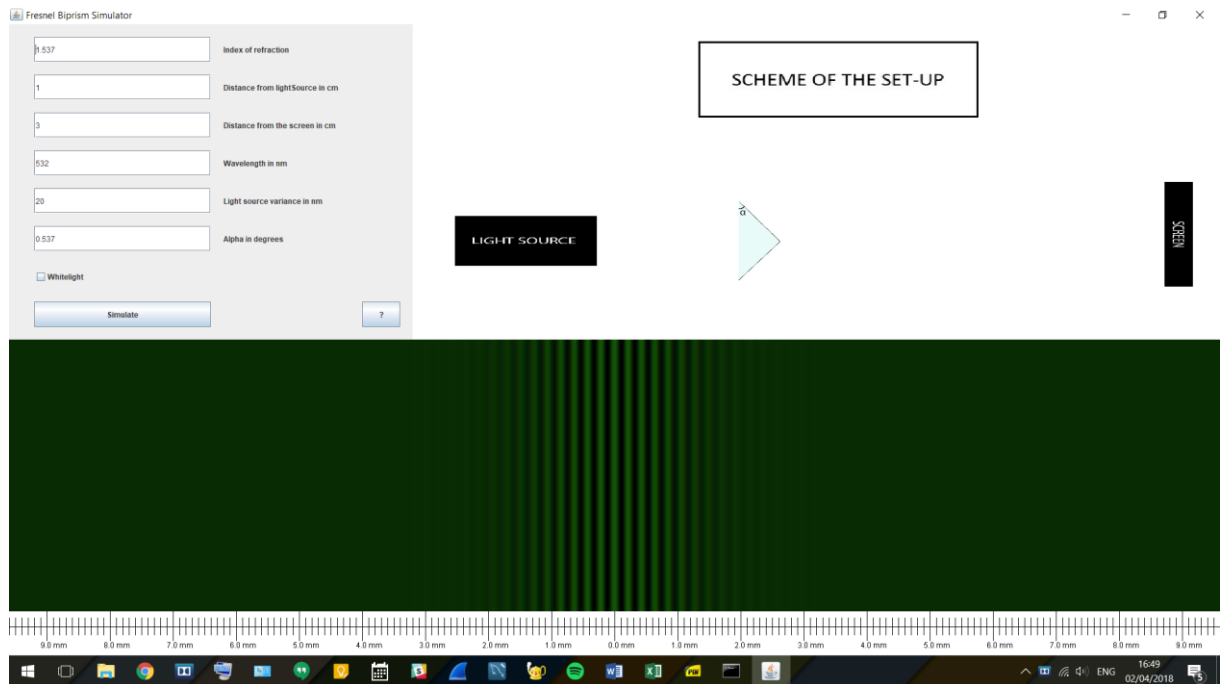 Fresnel Biprism Simulator
1.537 Index of refraction
1 Distance from lightSource in cm
3 Distance from the screen in cm
532 Wavelength in nm
20 Light source variance in nm
0.537 Alpha in degrees
Whitelight
Simulate ?
SCHEME OF THE SET-UP
α
LIGHT SOURCE
SCREEN
9.0 mm 8.0 mm 7.0 mm 6.0 mm 5.0 mm 4.0 mm 3.0 mm 2.0 mm 1.0 mm 0.0 mm 1.0 mm 2.0 mm 3.0 mm 4.0 mm 5.0 mm 6.0 mm 7.0 mm 8.0 mm 9.0 mm
ENG
16:49
02/04/2018
5